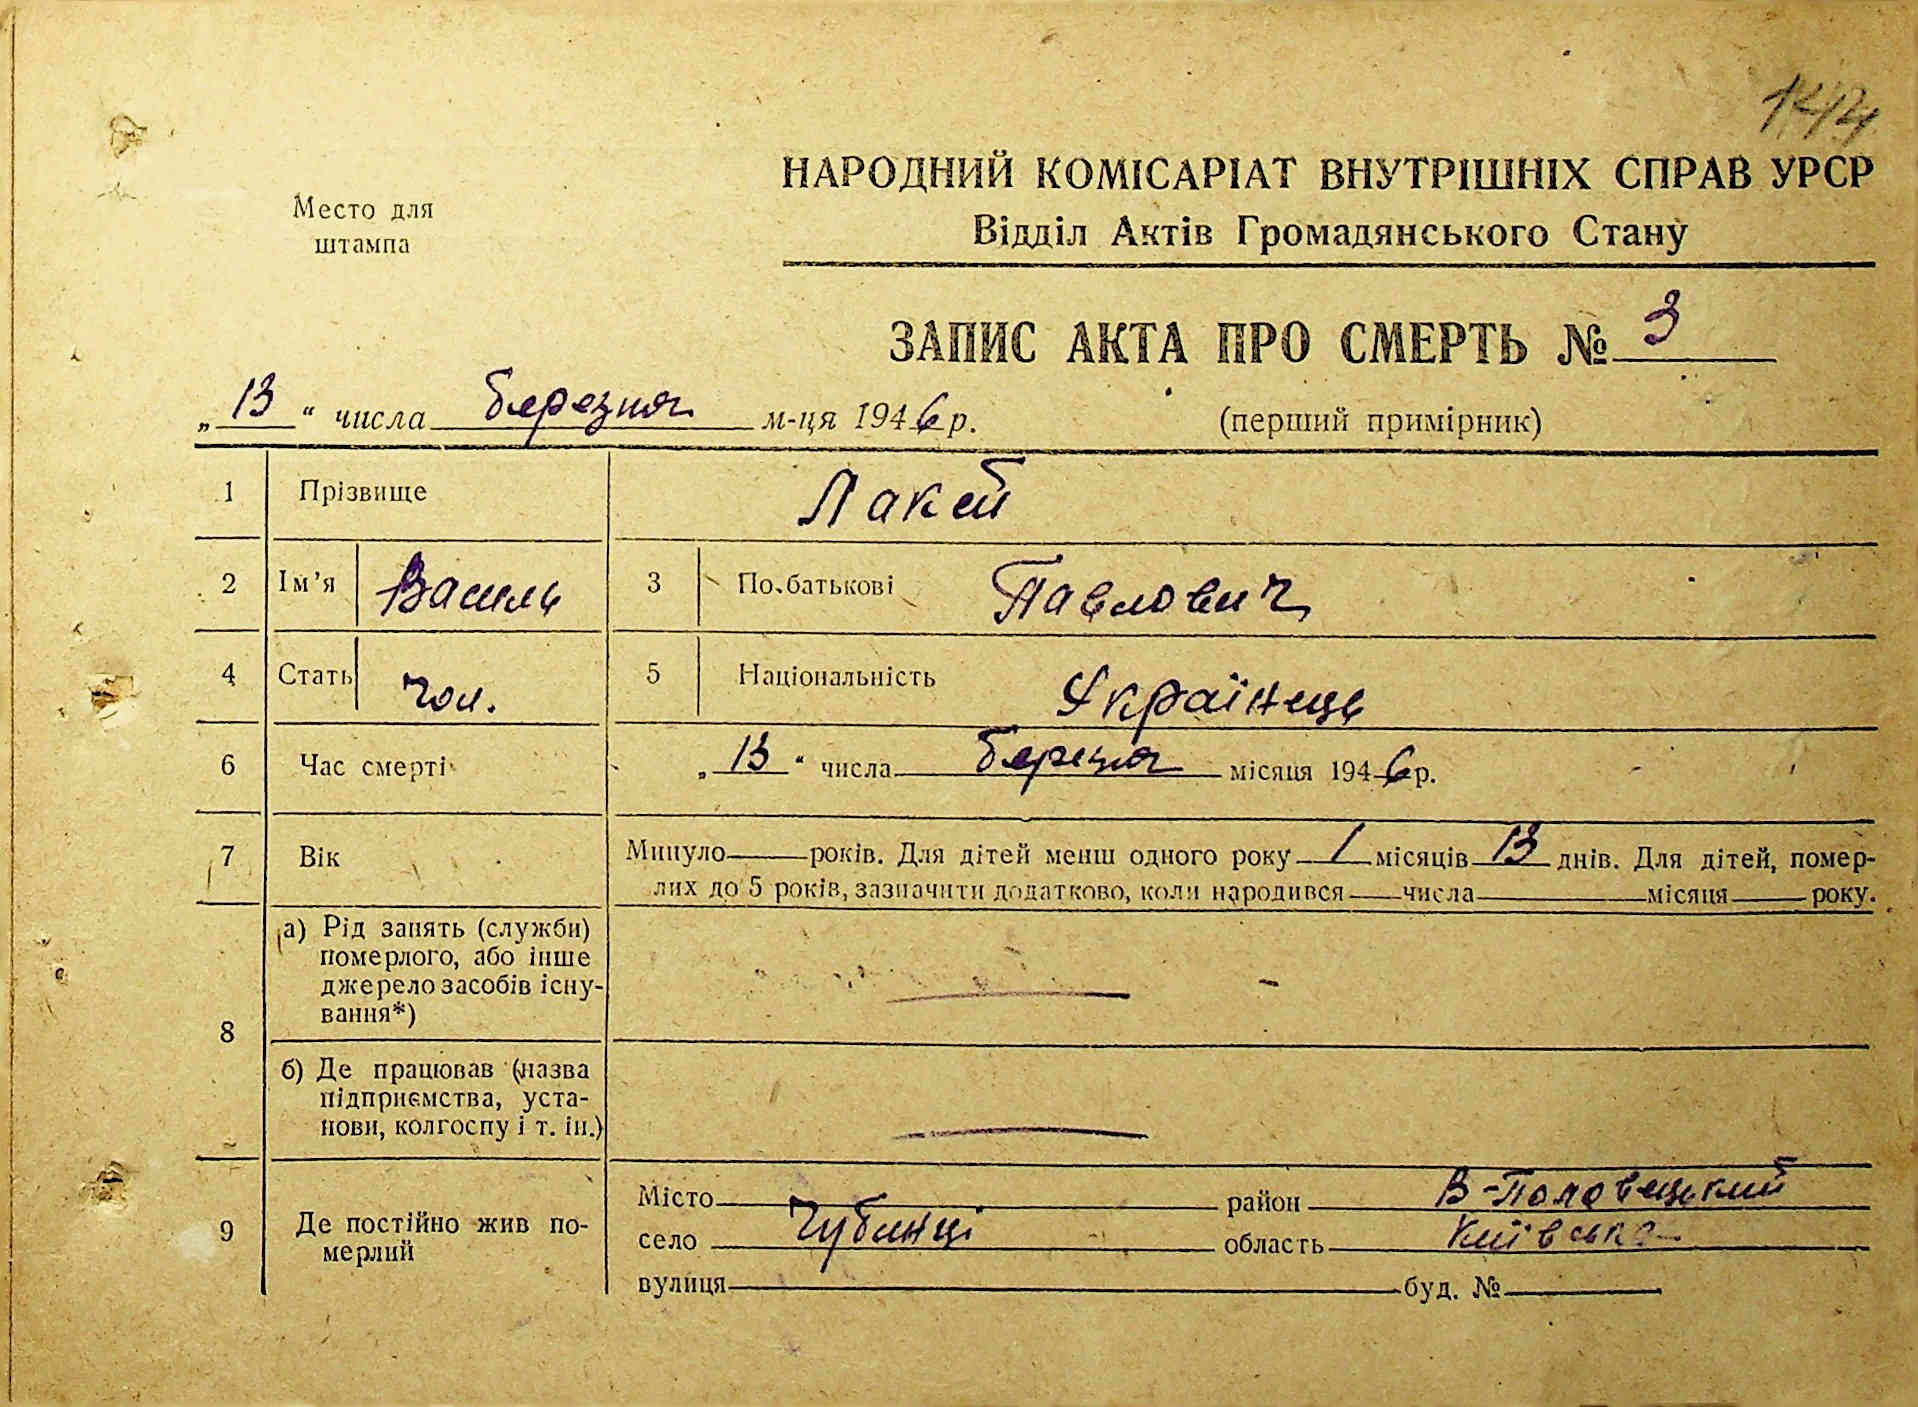 144
Место для
штампа
НАРОДНИЙ КОМІСАРІАТ ВНУТРІШНІХ СПРАВ УРСР
Відділ Актів Громадянського Стану
ЗАПИС АКТА ПРО СМЕРТЬ № 3
„13“ числа березня м-ця 1946 р.
(перший примірник)
1 Прізвище Лакей
2 Ім’я Василь 3 По батькові Павлович
4 Стать чол. 5 Національність Українець
6 Час смерті „13“ числа березня місяця 1946 р.
7 Вік Минуло — років. Для дітей менш одного року 1 місяців 13 днів. Для дітей, помер-
лих до 5 років, зазначити додатково, коли народився — числа — місяця — року.
8 а) Рід занять (служби)
померлого, або інше
джерело засобів існу-
вання*) —
б) Де працював (назва
підприємства, уста-
нови, колгоспу і т. ін.) —
9 Де постійно жив по-
мерлий
Місто район В-Половецький
село Чубинці область Київська
вулиця буд. №